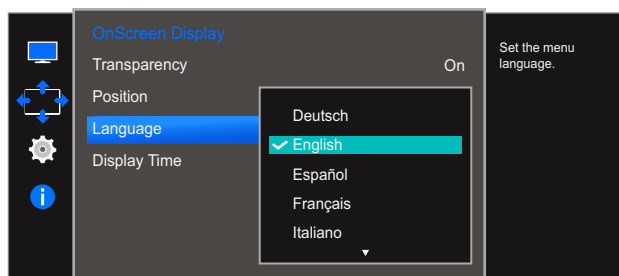 OnScreen Display
Transparency On
Position
Language
Display Time
Deutsch
English
Español
Français
Italiano
Set the menu
language.